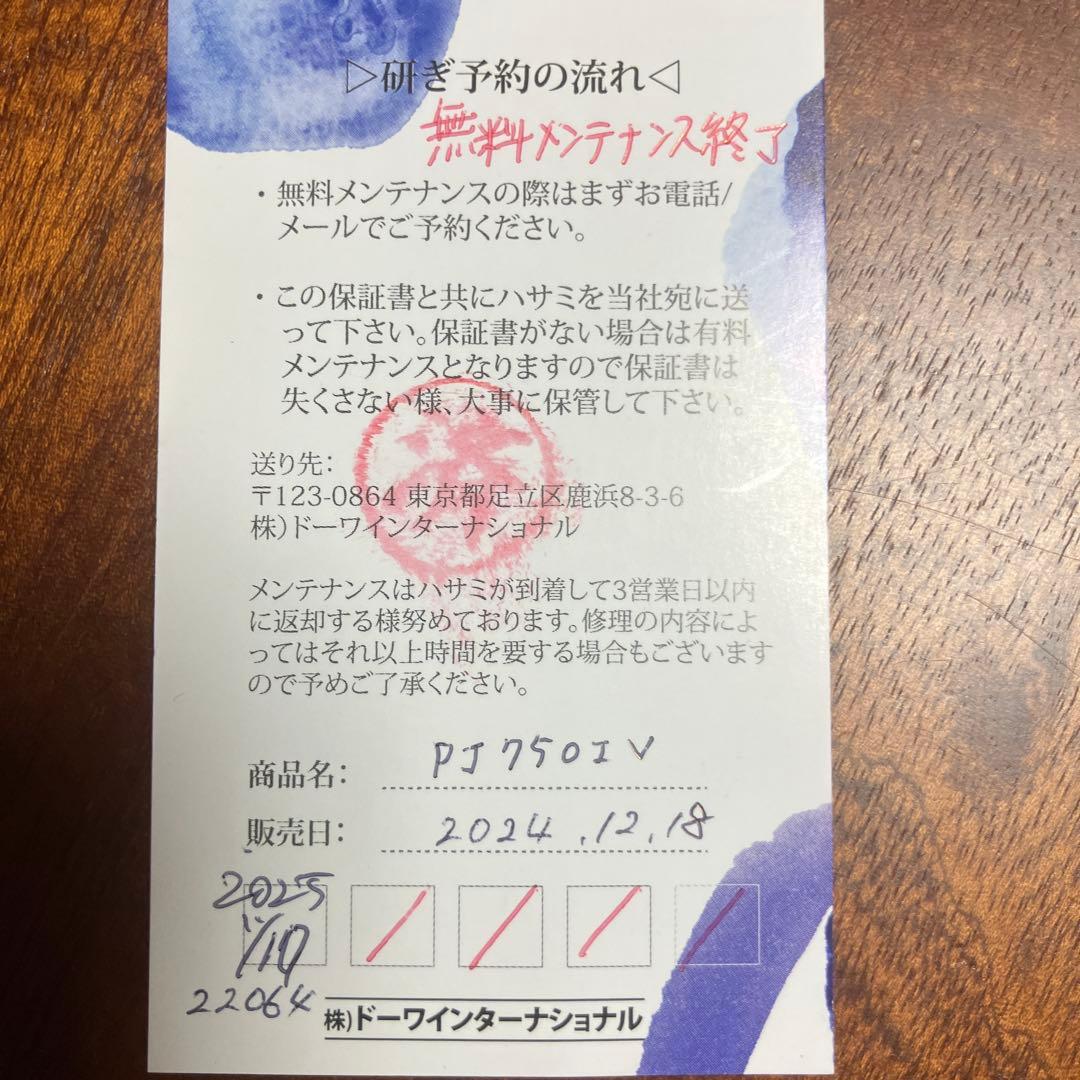 ▷研ぎ予約の流れ◁
無料メンテナンス終了
・無料メンテナンスの際はまずお電話/
メールでご予約ください。
・この保証書と共にハサミを当社宛に送
って下さい。保証書がない場合は有料
メンテナンスとなりますので保証書は
失くさない様、大事に保管して下さい。
送り先:
〒123-0864 東京都足立区鹿浜8-3-6
株)ドーワインターナショナル
メンテナンスはハサミが到着して3営業日以内
に返却する様努めております。修理の内容によ
ってはそれ以上時間を要する場合もございます
ので予めご了承ください。
商品名: PJ750IV
販売日: 2024.12.18
2025
22064
株)ドーワインターナショナル